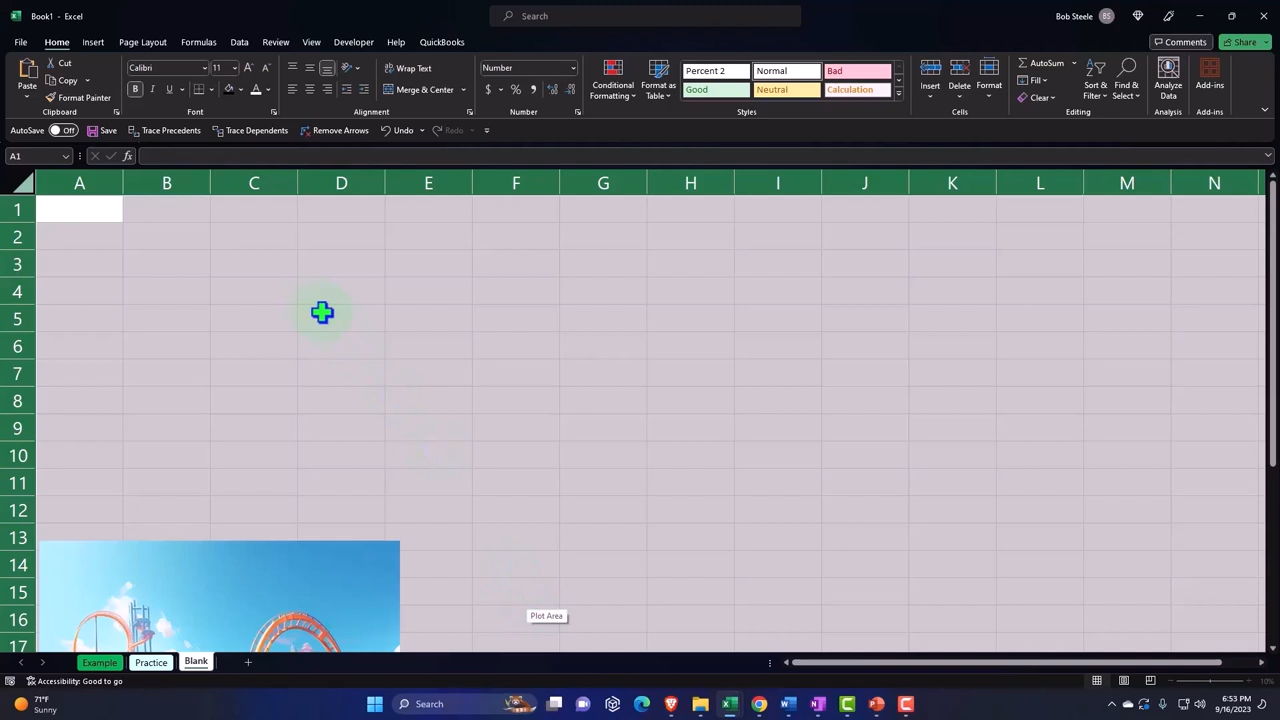 Book1 - Excel
Search
Bob Steele
BS
File
Home
Insert
Page Layout
Formulas
Data
Review
View
Developer
Help
QuickBooks
Comments
Share
Paste
Cut
Copy
Format Painter
Clipboard
Calibri
11
B
I
U
Font
Wrap Text
Merge & Center
Alignment
Number
$
%
Number
Conditional
Formatting
Format as
Table
Percent 2
Normal
Bad
Good
Neutral
Calculation
Styles
Insert
Delete
Format
Cells
AutoSum
Fill
Clear
Sort &
Filter
Find &
Select
Editing
Analyze
Data
Analysis
Add-ins
Add-ins
AutoSave
Off
Save
Trace Precedents
Trace Dependents
Remove Arrows
Undo
Redo
A1
fx
A B C D E F G H I J K L M N
1
2
3
4
5
6
7
8
9
10
11
12
13
14
15
16
17
Plot Area
Example
Practice
Blank
Accessibility: Good to go
10%
71°F
Sunny
Search
6:53 PM
9/16/2023